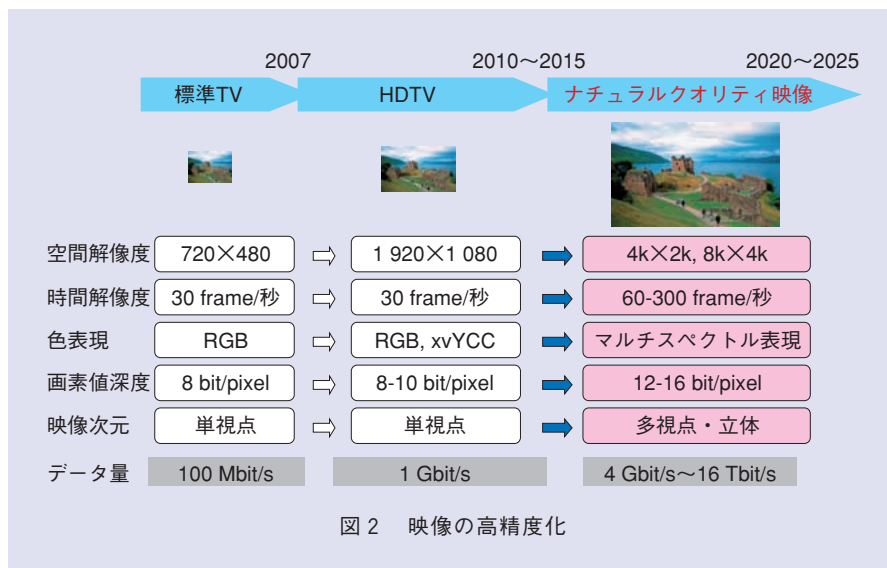 2007 2010～2015 2020～2025
標準TV HDTV ナチュラルクオリティ映像
空間解像度 720×480 1 920×1 080 4k×2k, 8k×4k
時間解像度 30 frame/秒 30 frame/秒 60-300 frame/秒
色表現 RGB RGB, xvYCC マルチスペクトル表現
画素値深度 8 bit/pixel 8-10 bit/pixel 12-16 bit/pixel
映像次元 単視点 単視点 多視点・立体
データ量 100 Mbit/s 1 Gbit/s 4 Gbit/s～16 Tbit/s
図2 映像の高精度化